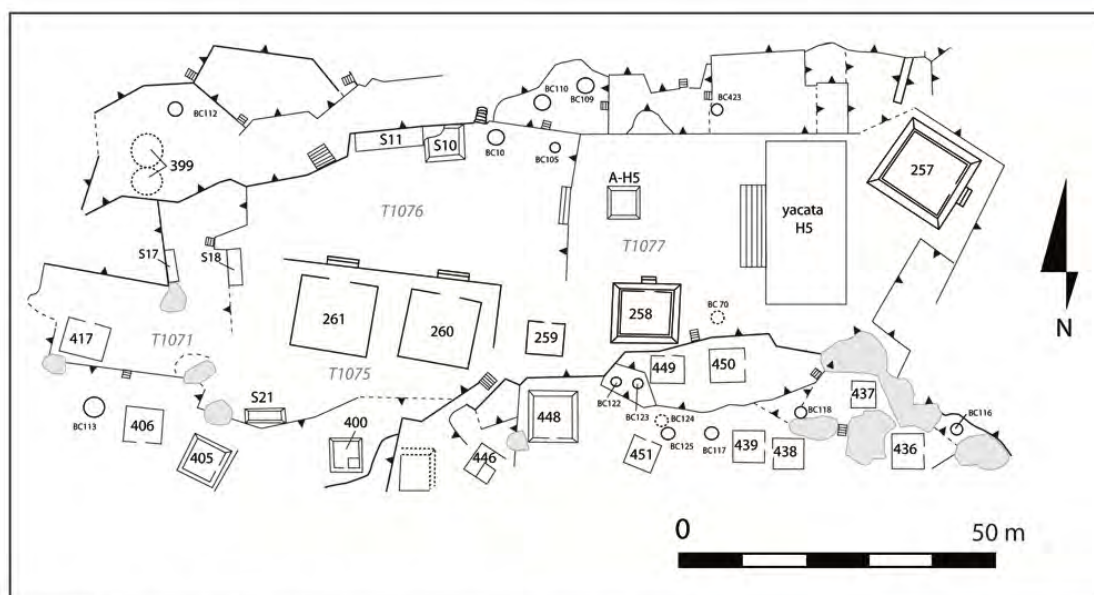 BC110
BC109
BC423
BC112
S11
S10
BC10
BC105
399
257
A-H5
T1076
yacata
H5
T1077
S17
S18
N
261
260
258
BC 70
259
417
T1071
T1075
449
450
BC122
BC123
437
S21
448
BC118
BC116
BC113
406
400
BC124
BC125
BC117
405
446
451
439
438
436
0
50 m